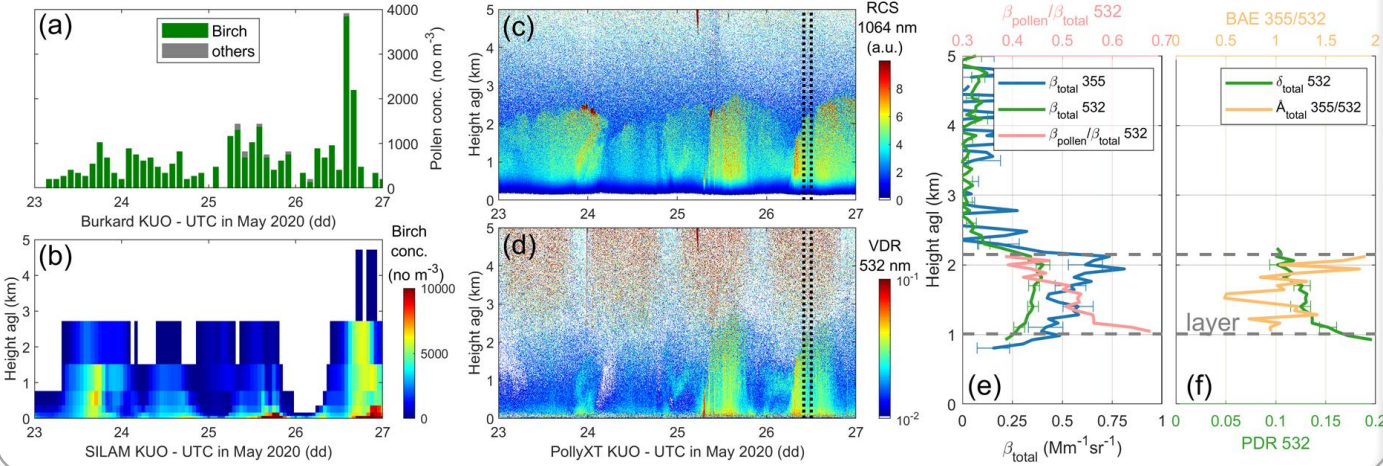 (a)
Birch
others
4000
3000
2000
1000
0
Pollen conc. (no m⁻³)
23 24 25 26 27
Burkard KUO - UTC in May 2020 (dd)
(b)
Birch
conc.
(no m⁻³)
10000
5000
0
5
4
3
2
1
0
Height agl (km)
23 24 25 26 27
SILAM KUO - UTC in May 2020 (dd)
(c)
RCS
1064 nm
(a.u.)
8
6
4
2
0
5
4
3
2
1
0
Height agl (km)
23 24 25 26 27
(d)
VDR
532 nm
10⁻¹
10⁻²
5
4
3
2
1
0
Height agl (km)
23 24 25 26 27
PollyXT KUO - UTC in May 2020 (dd)
β_pollen/β_total 532
0.3 0.4 0.5 0.6 0.7
β_total 355
β_total 532
β_pollen/β_total 532
5
4
3
2
1
0
Height agl (km)
(e)
0 0.25 0.5 0.75 1
β_total (Mm⁻¹sr⁻¹)
BAE 355/532
0 0.5 1 1.5 2
δ_total 532
Å_total 355/532
layer
(f)
0 0.05 0.1 0.15 0.2
PDR 532